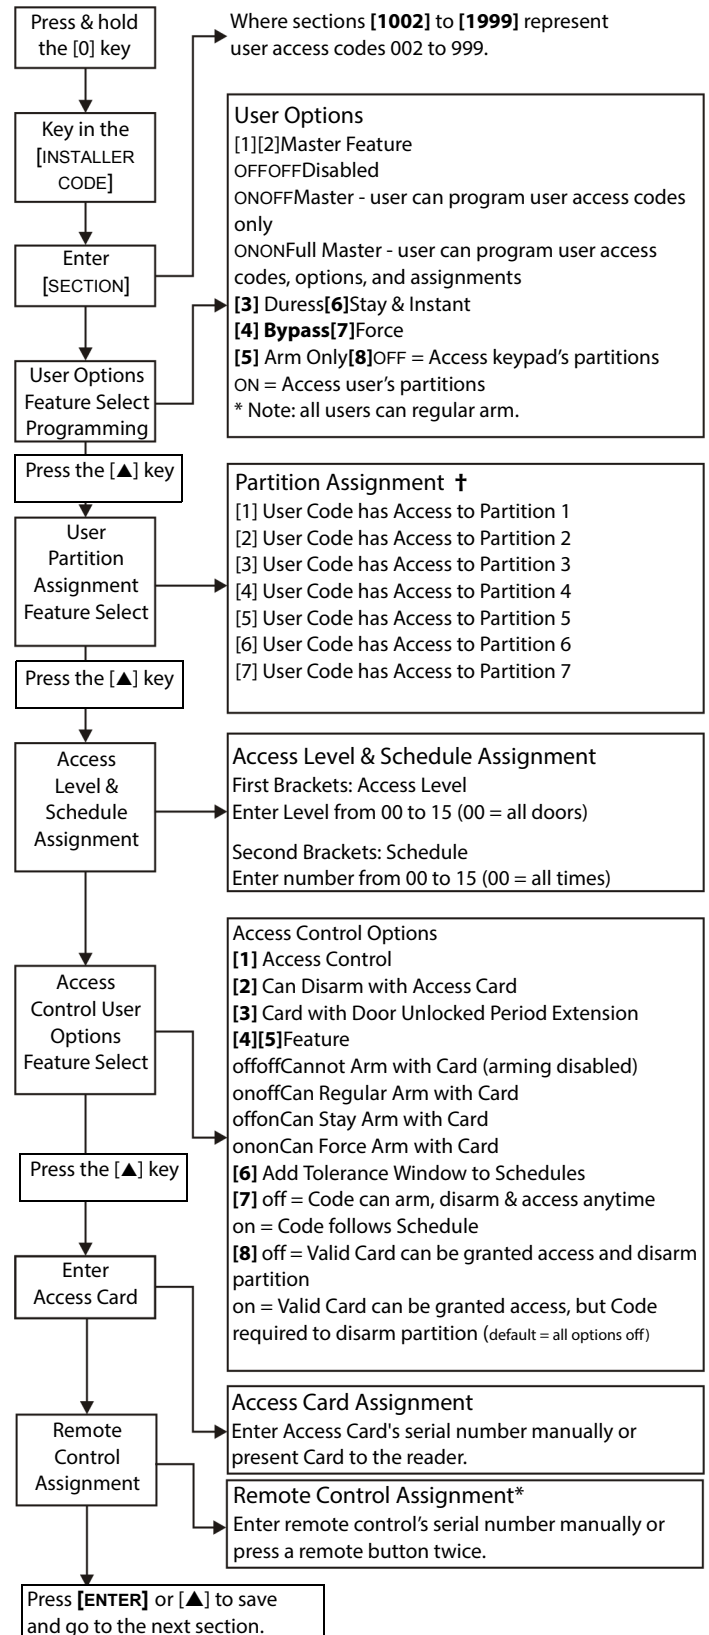 Press & hold
the [0] key
Where sections [1002] to [1999] represent
user access codes 002 to 999.
Key in the
[INSTALLER
CODE]
Enter
[SECTION]
User Options
Feature Select
Programming
User Options
[1][2]Master Feature
OFFOFFDisabled
ONOFFMaster - user can program user access codes
only
ONONFull Master - user can program user access
codes, options, and assignments
[3] Duress[6]Stay & Instant
[4] Bypass[7]Force
[5] Arm Only[8]OFF = Access keypad's partitions
ON = Access user's partitions
* Note: all users can regular arm.
Press the [▲] key
User
Partition
Assignment
Feature Select
Partition Assignment †
[1] User Code has Access to Partition 1
[2] User Code has Access to Partition 2
[3] User Code has Access to Partition 3
[4] User Code has Access to Partition 4
[5] User Code has Access to Partition 5
[6] User Code has Access to Partition 6
[7] User Code has Access to Partition 7
Press the [▲] key
Access
Level &
Schedule
Assignment
Access Level & Schedule Assignment
First Brackets: Access Level
Enter Level from 00 to 15 (00 = all doors)
Second Brackets: Schedule
Enter number from 00 to 15 (00 = all times)
Access
Control User
Options
Feature Select
Access Control Options
[1] Access Control
[2] Can Disarm with Access Card
[3] Card with Door Unlocked Period Extension
[4][5]Feature
offoffCannot Arm with Card (arming disabled)
onoffCan Regular Arm with Card
offonCan Stay Arm with Card
ononCan Force Arm with Card
[6] Add Tolerance Window to Schedules
[7] off = Code can arm, disarm & access anytime
on = Code follows Schedule
[8] off = Valid Card can be granted access and disarm
partition
on = Valid Card can be granted access, but Code
required to disarm partition (default = all options off)
Press the [▲] key
Enter
Access Card
Access Card Assignment
Enter Access Card's serial number manually or
present Card to the reader.
Remote
Control
Assignment
Remote Control Assignment*
Enter remote control's serial number manually or
press a remote button twice.
Press [ENTER] or [▲] to save
and go to the next section.